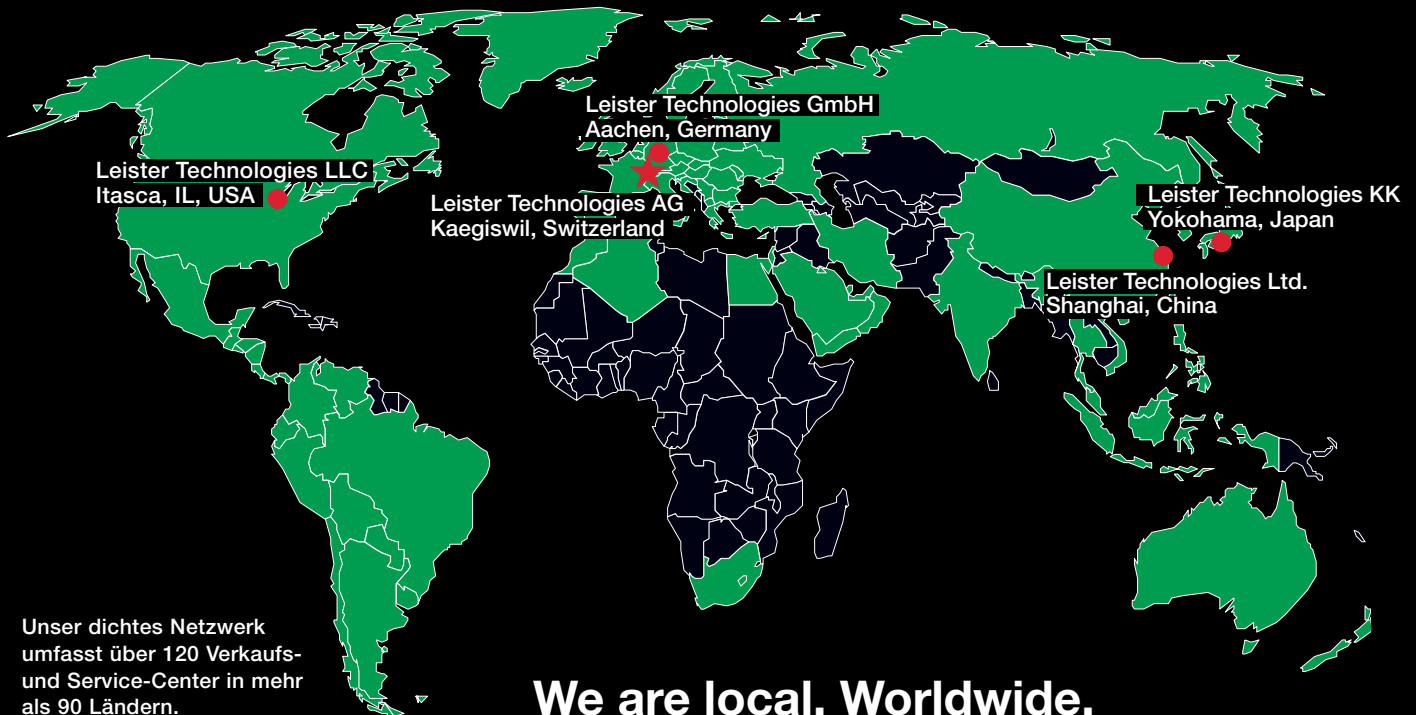 Leister Technologies GmbH
Aachen, Germany
Leister Technologies LLC
Itasca, IL, USA
Leister Technologies AG
Kaegiswil, Switzerland
Leister Technologies KK
Yokohama, Japan
Leister Technologies Ltd.
Shanghai, China
Unser dichtes Netzwerk
umfasst über 120 Verkaufs-
und Service-Center in mehr
als 90 Ländern.
We are local. Worldwide.